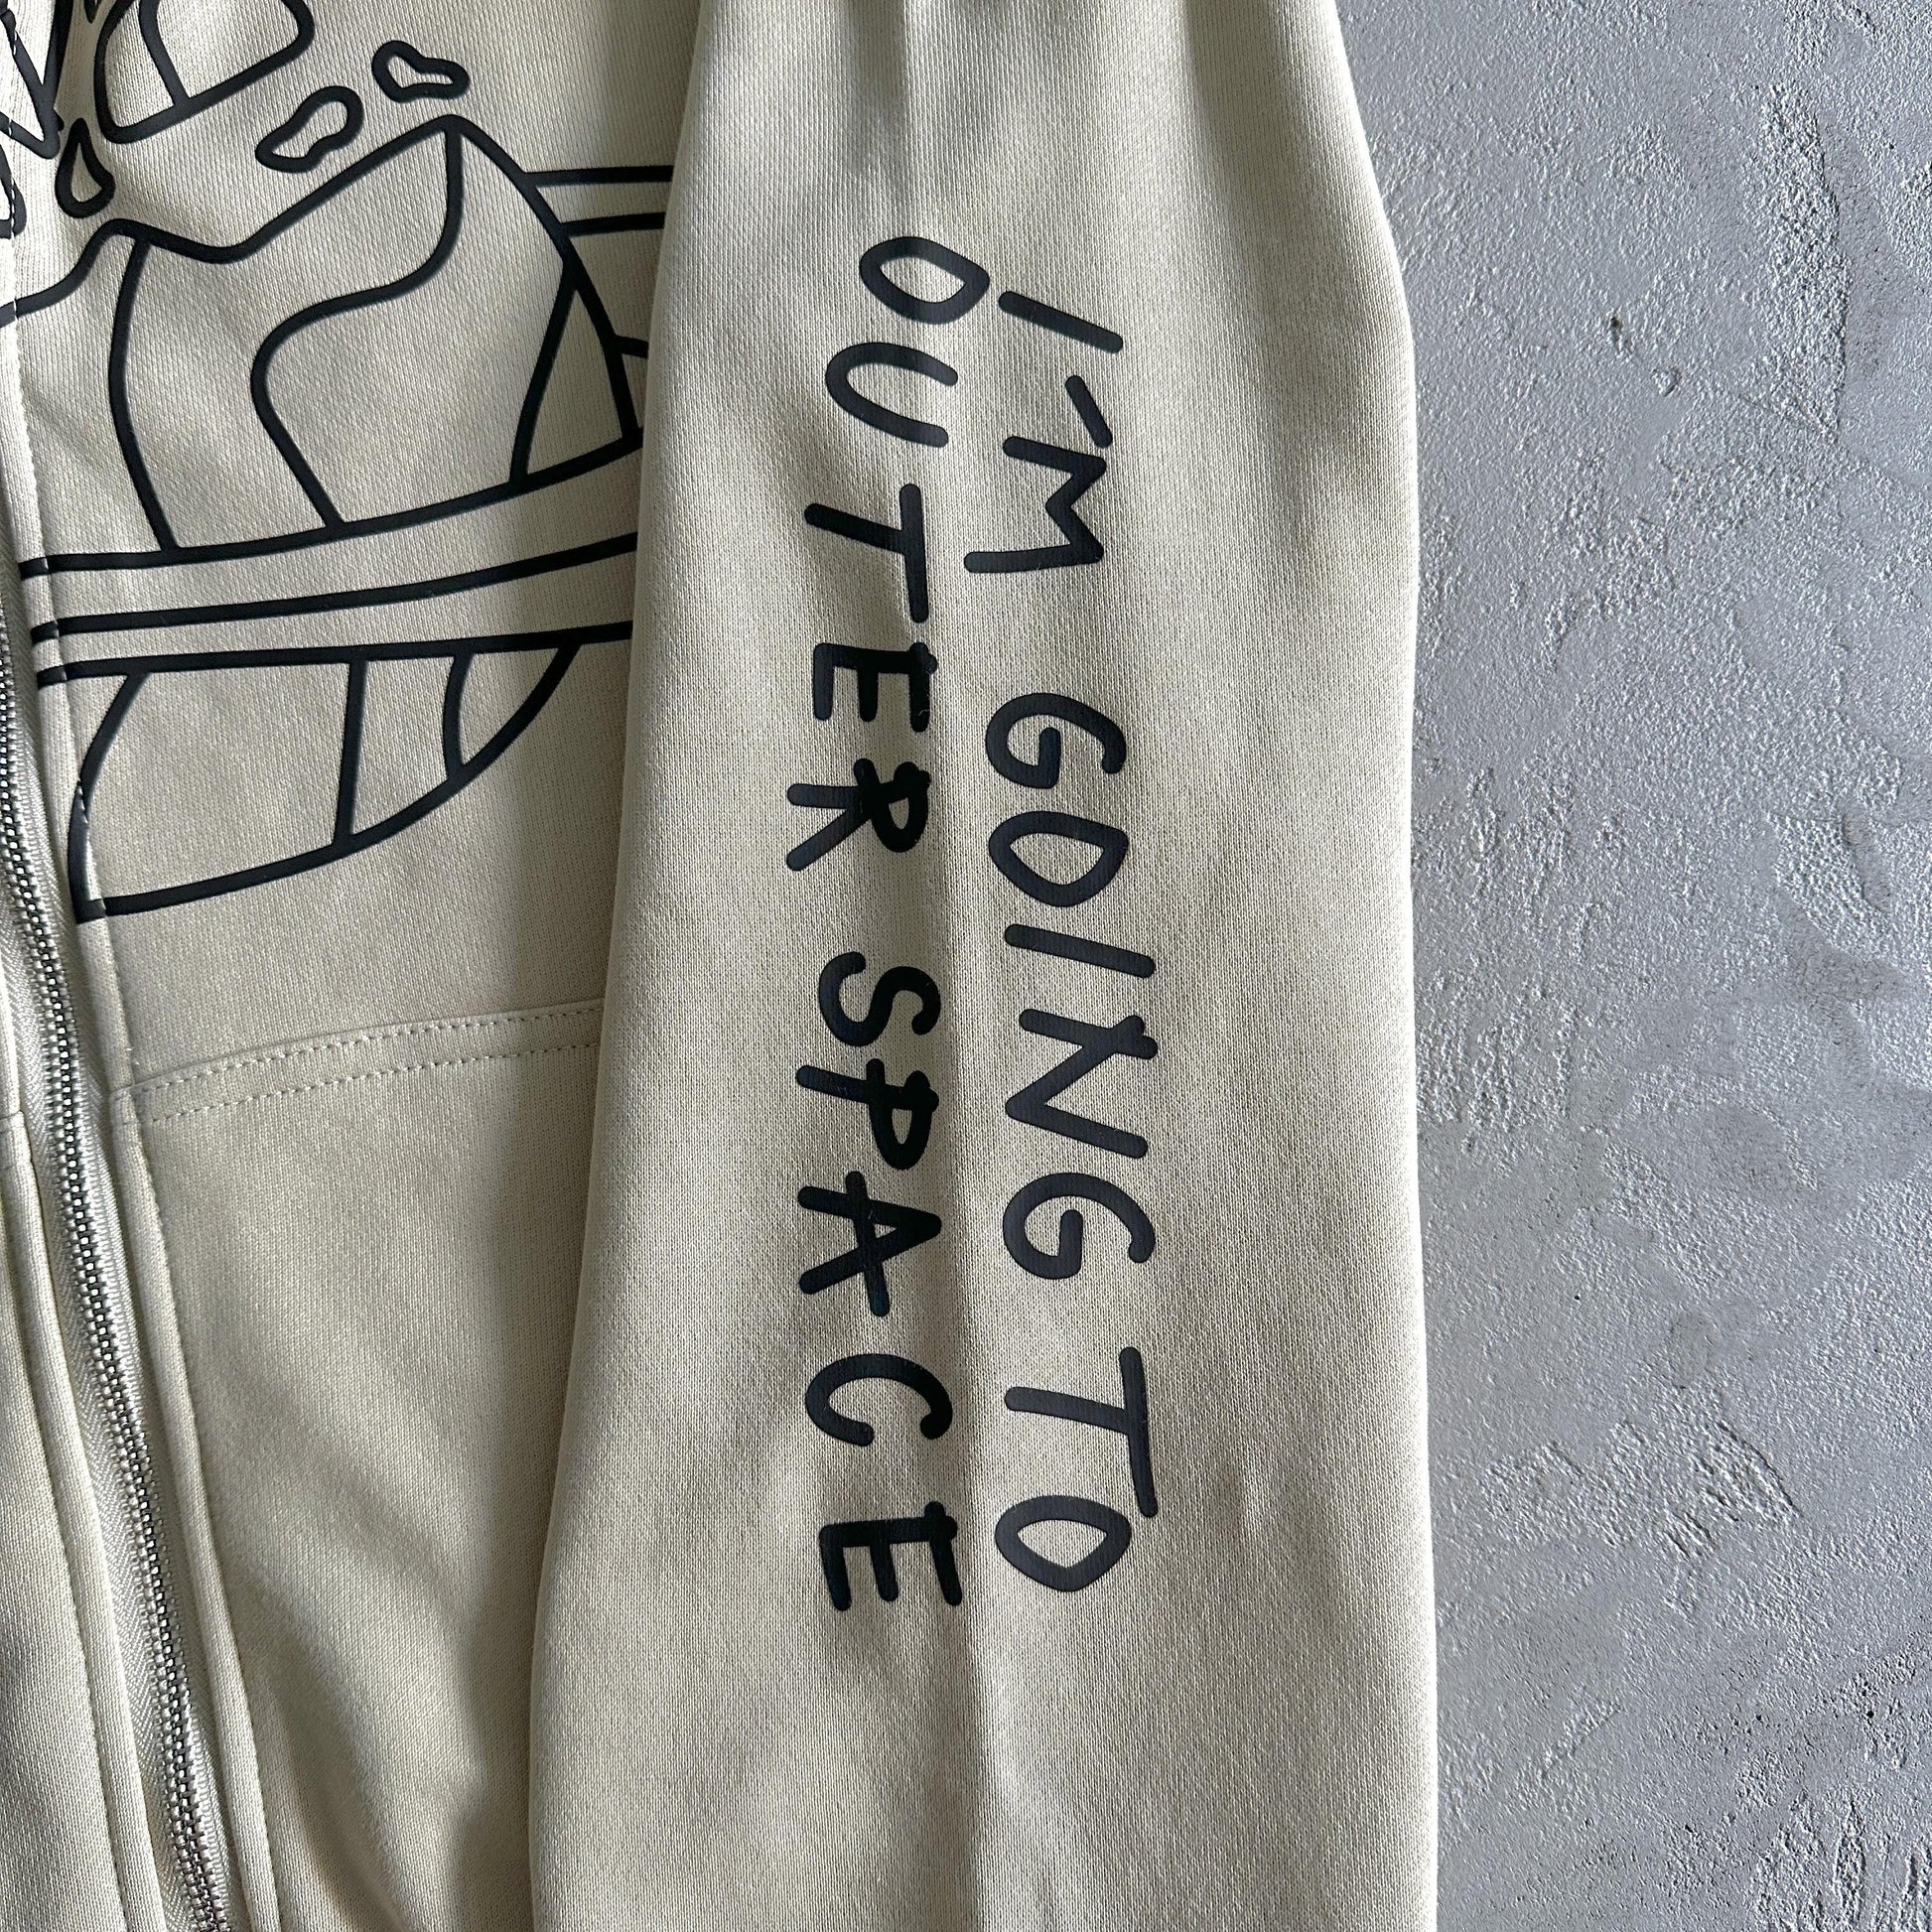 I'M GOING TO
OUTER SPACE